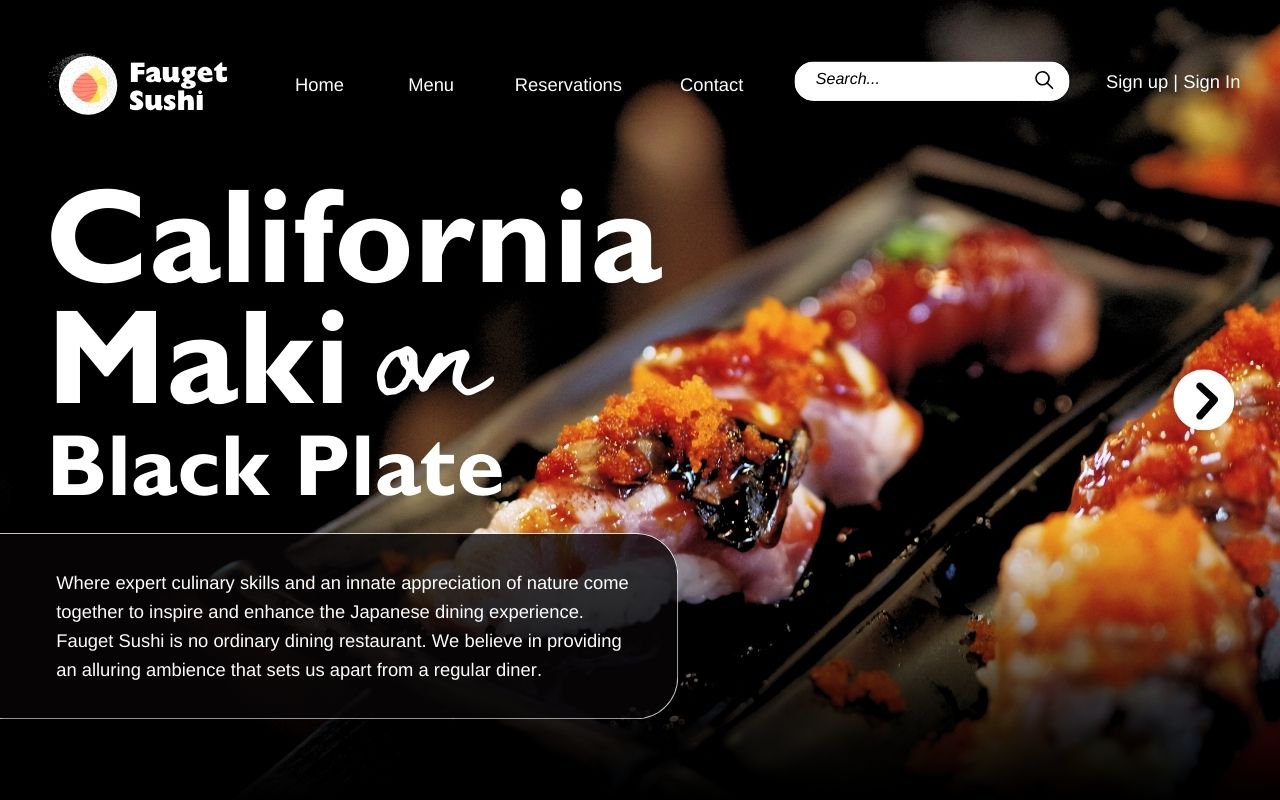 Fauget
Sushi
Home
Menu
Reservations
Contact
Search...
Sign up | Sign In
California
Maki on
Black Plate
Where expert culinary skills and an innate appreciation of nature come
together to inspire and enhance the Japanese dining experience.
Fauget Sushi is no ordinary dining restaurant. We believe in providing
an alluring ambience that sets us apart from a regular diner.